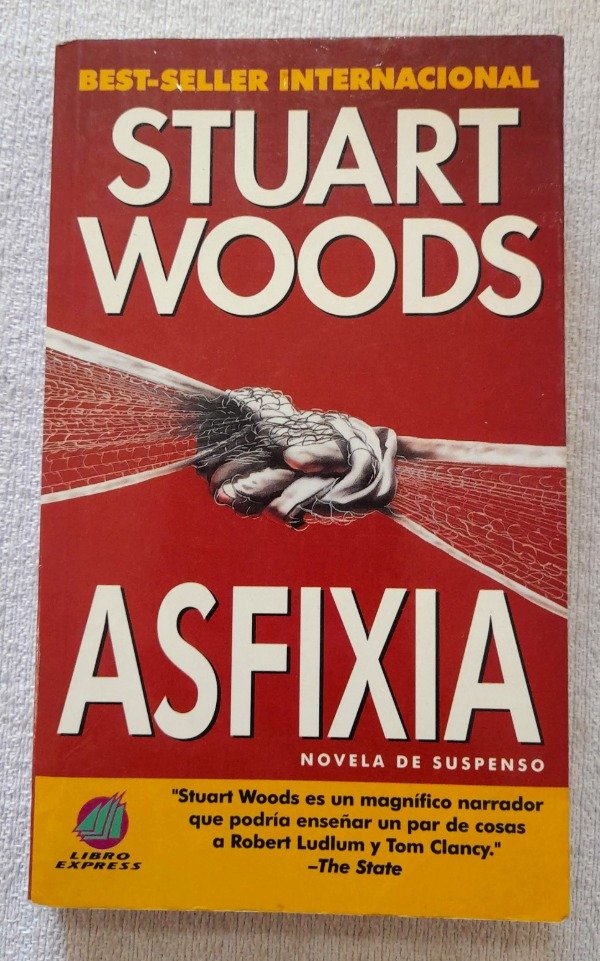 BEST-SELLER INTERNACIONAL
STUART
WOODS
ASFIXIA
NOVELA DE SUSPENSO
"Stuart Woods es un magnífico narrador
que podría enseñar un par de cosas
a Robert Ludlum y Tom Clancy."
–The State
LIBRO
EXPRESS